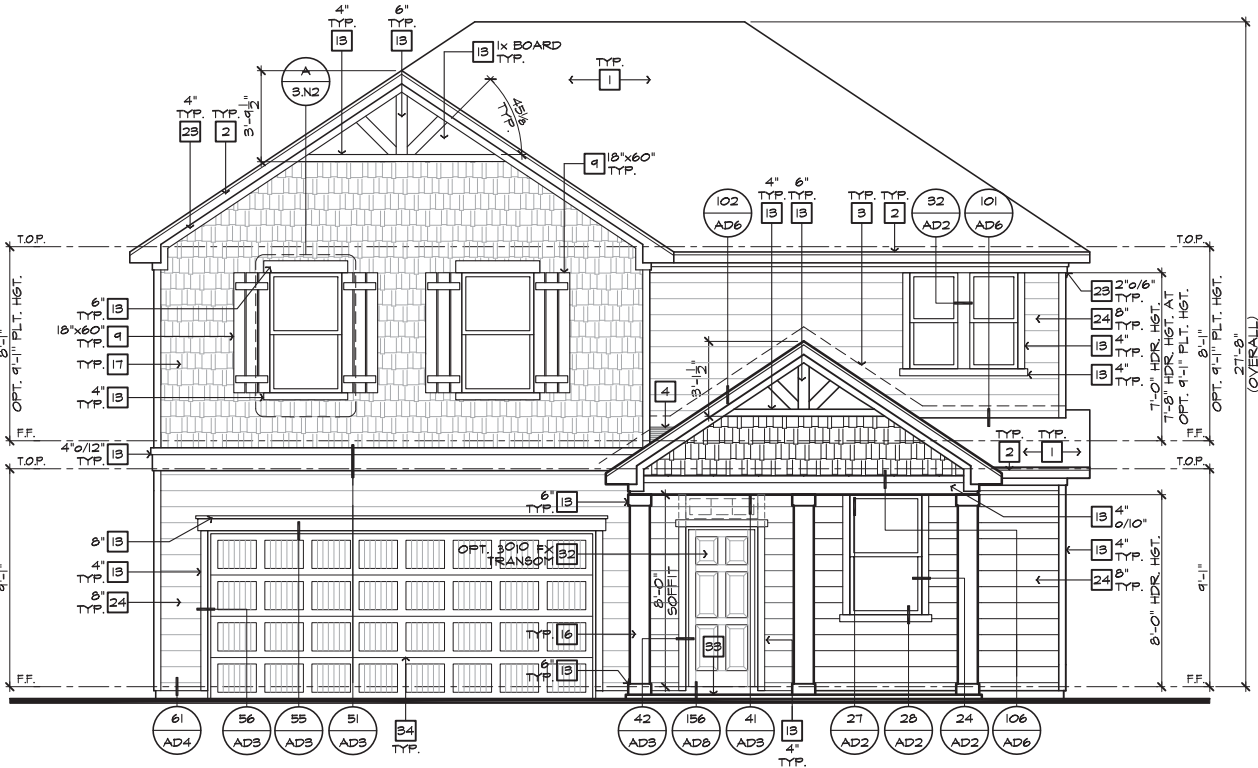 4"
TYP.
13
6"
TYP.
13
13 1x BOARD
TYP.
TYP.
1
A
3.N2
4"
TYP.
23
TYP.
2
3'-9 1/2"
45/8
TYP.
9 18"x60"
TYP.
102
AD6
4"
TYP.
13
6"
TYP.
13
TYP.
3
TYP.
2
32
AD2
101
AD6
T.O.P.
T.O.P.
6" 13
TYP.
18"x60" 9
TYP.
TYP 17
4" 13
TYP.
8'-1"
OPT. 9'-1" PLT. HGT.
23 2"o/6"
TYP.
24 8"
TYP.
13 4"
TYP.
13 4"
TYP.
7'-0" HDR. HGT.
7'-8" HDR. HGT. AT
OPT. 9'-1" PLT. HGT.
8'-1"
OPT. 9'-1" PLT. HGT.
27'-8"
(OVERALL)
3'-1 1/2"
4
F.F.
F.F.
4"o/12" 13
TYP.
TYP.
2
TYP.
1
T.O.P.
T.O.P.
6" 13
TYP.
13 4"
o/10"
8" 13
4" 13
TYP.
8" 24
TYP.
9'-1"
OPT. 3010 FX 32
TRANSOM
8'-0"
SOFFIT
13 4"
TYP.
24 8"
TYP.
8'-0" HDR. HGT.
9'-1"
TYP. 16
33
6" 13
TYP.
F.F.
F.F.
61
AD4
56
AD3
55
AD3
51
AD3
34
TYP.
42
AD3
156
AD8
41
AD3
13
4"
TYP.
27
AD2
28
AD2
24
AD2
106
AD6